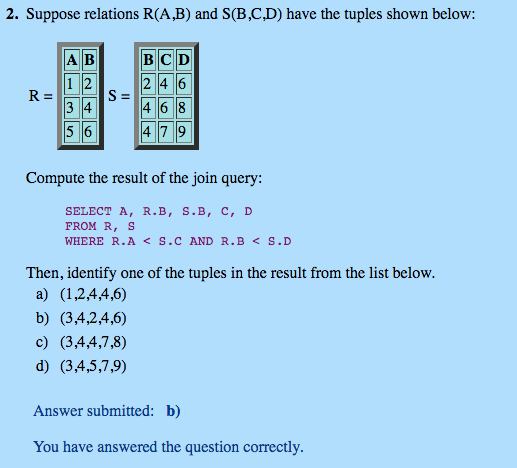 2. Suppose relations R(A,B) and S(B,C,D) have the tuples shown below:
R =
A B
1 2
3 4
5 6
S =
B C D
2 4 6
4 6 8
4 7 9
Compute the result of the join query:
SELECT A, R.B, S.B, C, D
FROM R, S
WHERE R.A < S.C AND R.B < S.D
Then, identify one of the tuples in the result from the list below.
a) (1,2,4,4,6)
b) (3,4,2,4,6)
c) (3,4,4,7,8)
d) (3,4,5,7,9)
Answer submitted: b)
You have answered the question correctly.